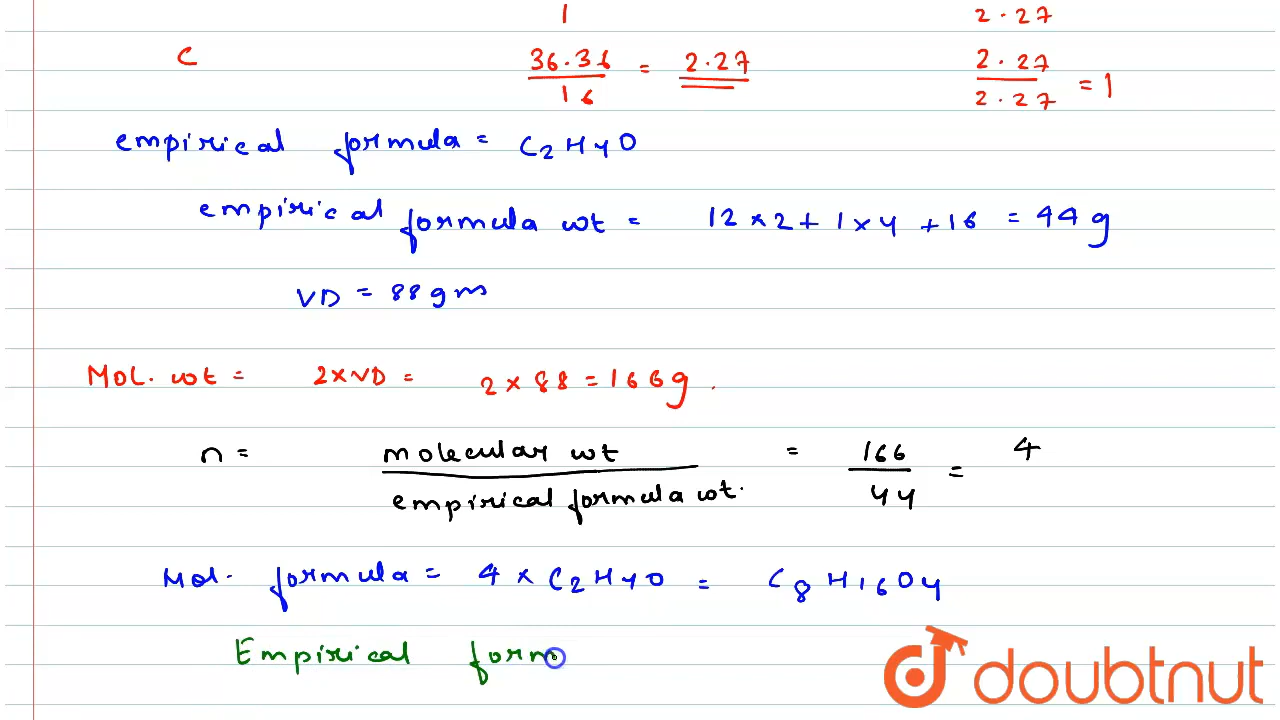 1 2.27
C 36.36/16 = 2.27 2.27/2.27 = 1
empirical formula = C2H4O
empirical formula wt = 12 × 2 + 1 × 4 + 16 = 44 g
VD = 88 gm
MOL. wt = 2×VD = 2 × 88 = 166g .
n = molecular wt / empirical formula wt. = 166/44 = 4
Mol. formula = 4 × C2H4O = C8H16O4
Empirical form
doubtnut